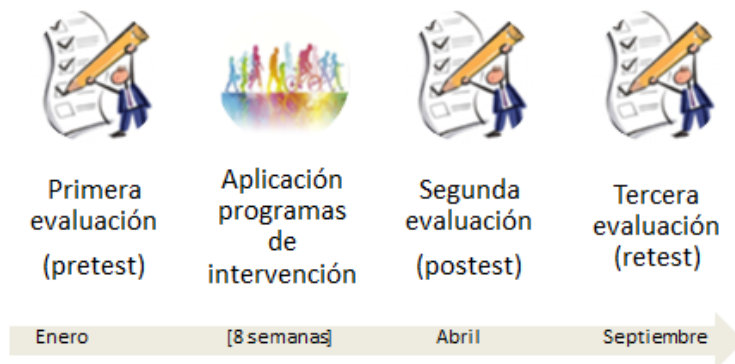 Primera
evaluación
(pretest)
Aplicación
programas
de
intervención
Segunda
evaluación
(postest)
Tercera
evaluación
(retest)
Enero
[8 semanas]
Abril
Septiembre